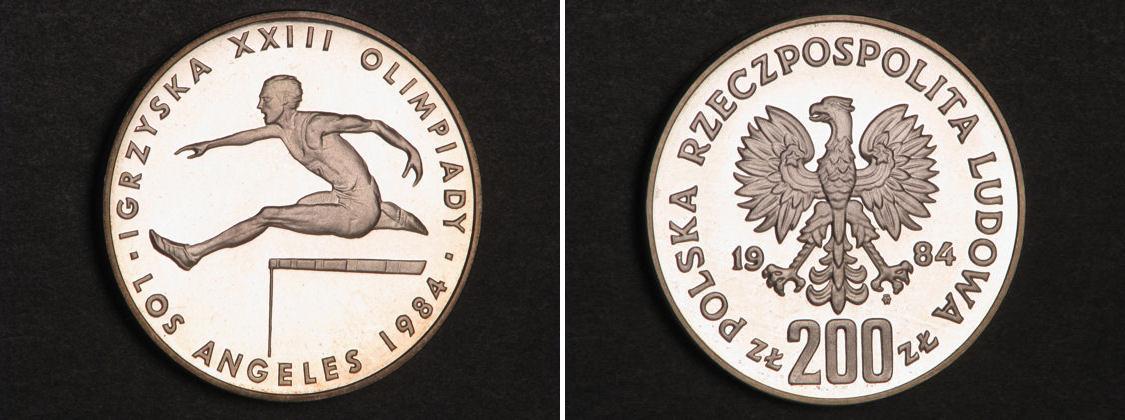 IGRZYSKA XXIII OLIMPIADY
LOS ANGELES 1984
POLSKA RZECZPOSPOLITA LUDOWA
19 84
zł 200 zł